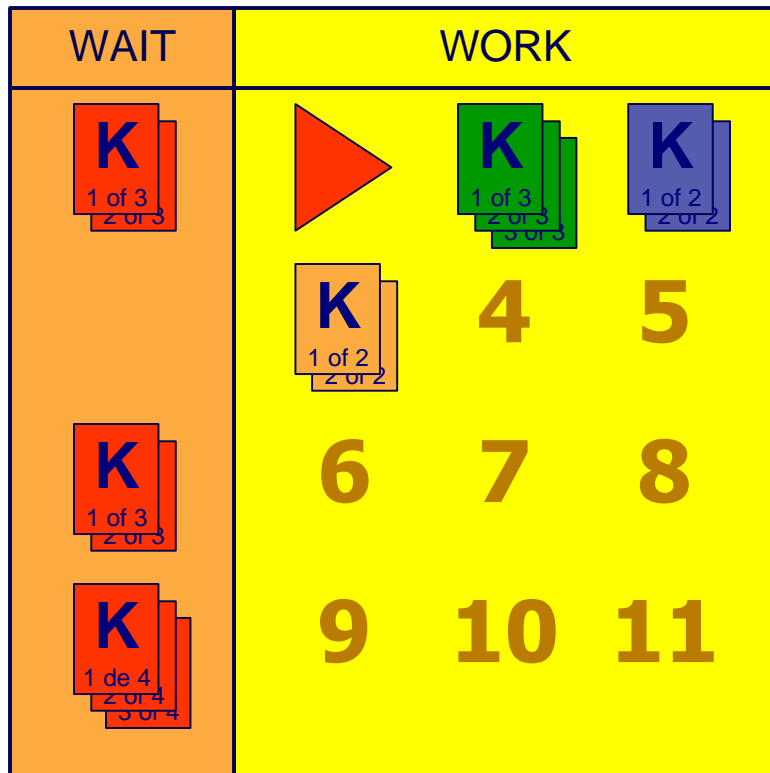 WAIT WORK
K K K
1 of 3 1 of 3 1 of 2
2 of 3 2 of 3 2 of 2
3 of 3
K 4 5
1 of 2
2 of 2
K 6 7 8
1 of 3
2 of 3
K 9 10 11
1 de 4
2 of 4
3 of 4